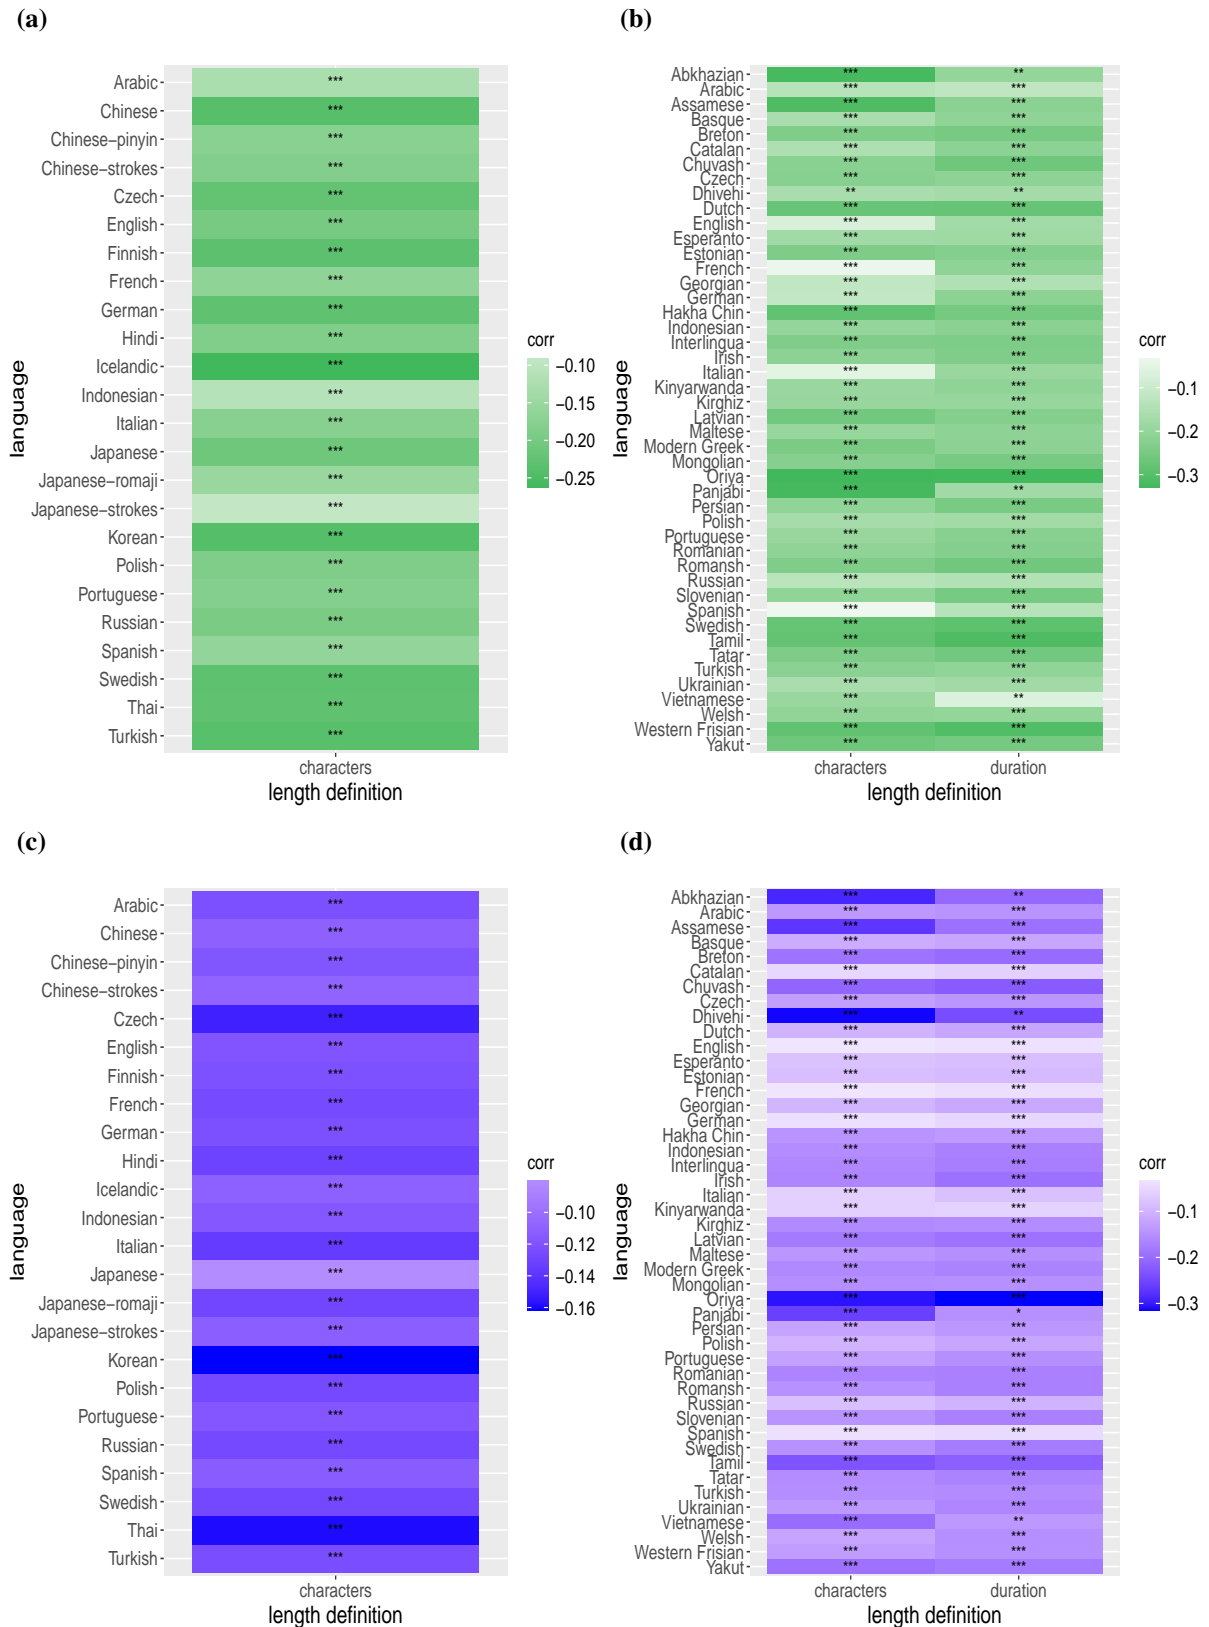 (a)
Arabic ***
Chinese ***
Chinese−pinyin ***
Chinese−strokes ***
Czech ***
English ***
Finnish ***
French ***
German ***
Hindi ***
Icelandic ***
Indonesian ***
Italian ***
Japanese ***
Japanese−romaji ***
Japanese−strokes ***
Korean ***
Polish ***
Portuguese ***
Russian ***
Spanish ***
Swedish ***
Thai ***
Turkish ***
characters
length definition
language
corr
−0.10
−0.15
−0.20
−0.25
(b)
Abkhazian *** **
Arabic *** ***
Assamese *** ***
Basque *** ***
Breton *** ***
Catalan *** ***
Chuvash *** ***
Czech *** ***
Dhivehi ** **
Dutch *** ***
English *** ***
Esperanto *** ***
Estonian *** ***
French *** ***
Georgian *** ***
German *** ***
Hakha Chin *** ***
Indonesian *** ***
Interlingua *** ***
Irish *** ***
Italian *** ***
Kinyarwanda *** ***
Kirghiz *** ***
Latvian *** ***
Maltese *** ***
Modern Greek *** ***
Mongolian *** ***
Oriya *** ***
Panjabi *** **
Persian *** ***
Polish *** ***
Portuguese *** ***
Romanian *** ***
Romansh *** ***
Russian *** ***
Slovenian *** ***
Spanish *** ***
Swedish *** ***
Tamil *** ***
Tatar *** ***
Turkish *** ***
Ukrainian *** ***
Vietnamese *** **
Welsh *** ***
Western Frisian *** ***
Yakut *** ***
characters duration
length definition
language
corr
−0.1
−0.2
−0.3
(c)
Arabic ***
Chinese ***
Chinese−pinyin ***
Chinese−strokes ***
Czech ***
English ***
Finnish ***
French ***
German ***
Hindi ***
Icelandic ***
Indonesian ***
Italian ***
Japanese ***
Japanese−romaji ***
Japanese−strokes ***
Korean ***
Polish ***
Portuguese ***
Russian ***
Spanish ***
Swedish ***
Thai ***
Turkish ***
characters
length definition
language
corr
−0.10
−0.12
−0.14
−0.16
(d)
Abkhazian *** **
Arabic *** ***
Assamese *** ***
Basque *** ***
Breton *** ***
Catalan *** ***
Chuvash *** ***
Czech *** ***
Dhivehi *** **
Dutch *** ***
English *** ***
Esperanto *** ***
Estonian *** ***
French *** ***
Georgian *** ***
German *** ***
Hakha Chin *** ***
Indonesian *** ***
Interlingua *** ***
Irish *** ***
Italian *** ***
Kinyarwanda *** ***
Kirghiz *** ***
Latvian *** ***
Maltese *** ***
Modern Greek *** ***
Mongolian *** ***
Oriya *** ***
Panjabi *** *
Persian *** ***
Polish *** ***
Portuguese *** ***
Romanian *** ***
Romansh *** ***
Russian *** ***
Slovenian *** ***
Spanish *** ***
Swedish *** ***
Tamil *** ***
Tatar *** ***
Turkish *** ***
Ukrainian *** ***
Vietnamese *** **
Welsh *** ***
Western Frisian *** ***
Yakut *** ***
characters duration
length definition
language
corr
−0.1
−0.2
−0.3